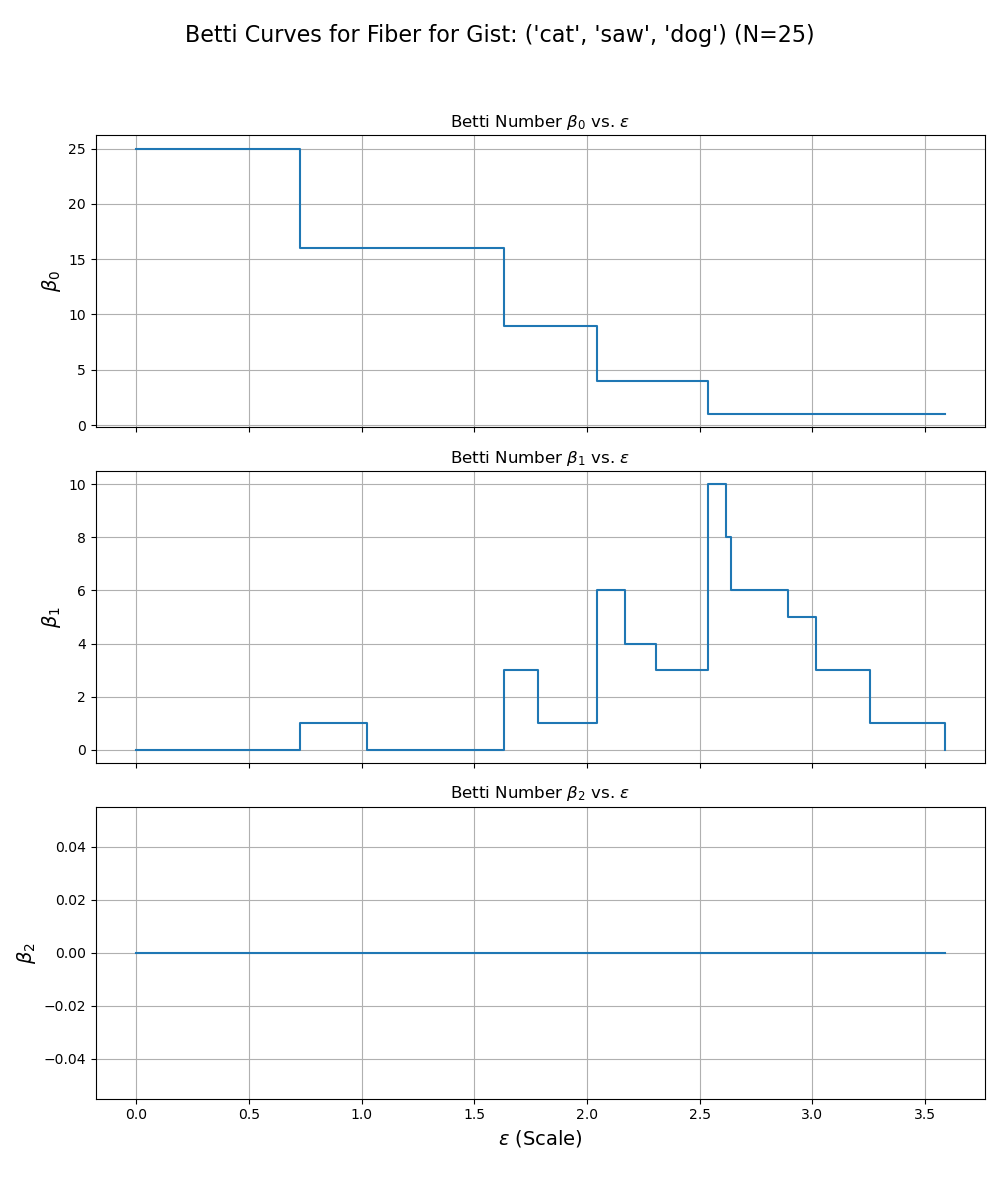 Betti Curves for Fiber for Gist: ('cat', 'saw', 'dog') (N=25)
Betti Number β₀ vs. ε
25
20
15
10
5
0
β₀
Betti Number β₁ vs. ε
10
8
6
4
2
0
β₁
Betti Number β₂ vs. ε
0.04
0.02
0.00
−0.02
−0.04
β₂
0.0 0.5 1.0 1.5 2.0 2.5 3.0 3.5
ε (Scale)